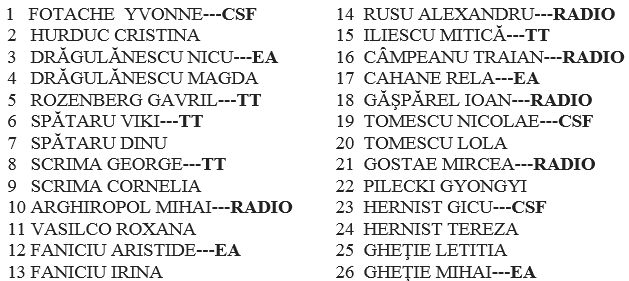 1 FOTACHE YVONNE---CSF
2 HURDUC CRISTINA
3 DRĂGULĂNESCU NICU---EA
4 DRĂGULĂNESCU MAGDA
5 ROZENBERG GAVRIL---TT
6 SPĂTARU VIKI---TT
7 SPĂTARU DINU
8 SCRIMA GEORGE---TT
9 SCRIMA CORNELIA
10 ARGHIROPOL MIHAI---RADIO
11 VASILCO ROXANA
12 FANICIU ARISTIDE---EA
13 FANICIU IRINA
14 RUSU ALEXANDRU---RADIO
15 ILIESCU MITICĂ---TT
16 CÂMPEANU TRAIAN---RADIO
17 CAHANE RELA---EA
18 GĂŞPĂREL IOAN---RADIO
19 TOMESCU NICOLAE---CSF
20 TOMESCU LOLA
21 GOSTAE MIRCEA---RADIO
22 PILECKI GYONGYI
23 HERNIST GICU---CSF
24 HERNIST TEREZA
25 GHEŢIE LETITIA
26 GHEŢIE MIHAI---EA